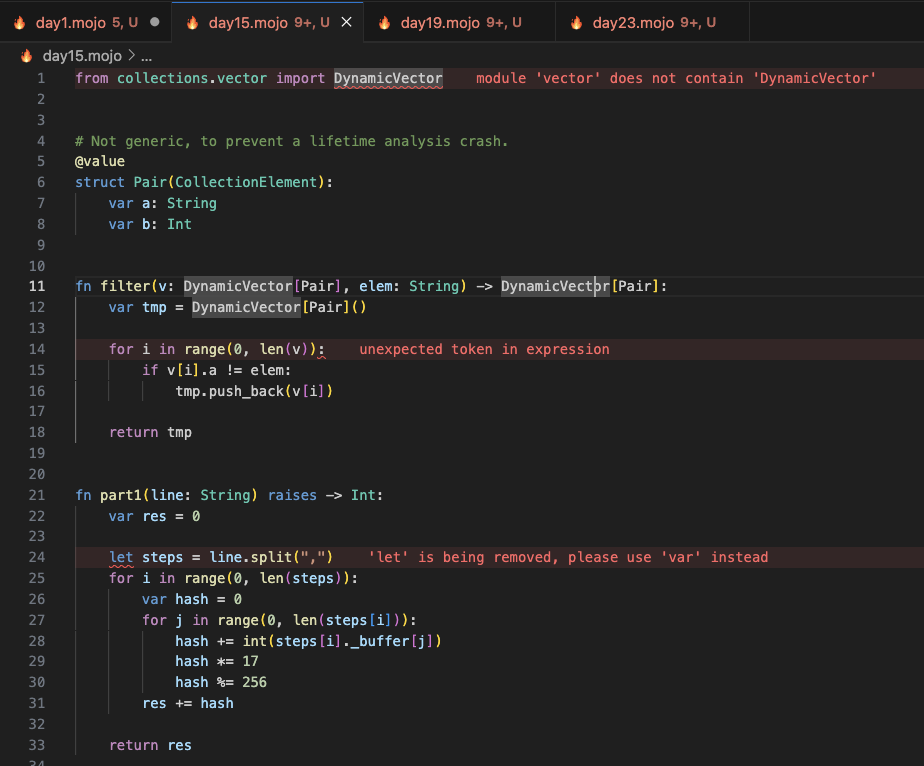 day1.mojo 5, U
day15.mojo 9+, U
day19.mojo 9+, U
day23.mojo 9+, U
day15.mojo > ...
1 from collections.vector import DynamicVector module 'vector' does not contain 'DynamicVector'
2
3
4 # Not generic, to prevent a lifetime analysis crash.
5 @value
6 struct Pair(CollectionElement):
7 var a: String
8 var b: Int
9
10
11 fn filter(v: DynamicVector[Pair], elem: String) -> DynamicVector[Pair]:
12 var tmp = DynamicVector[Pair]()
13
14 for i in range(0, len(v)): unexpected token in expression
15 if v[i].a != elem:
16 tmp.push_back(v[i])
17
18 return tmp
19
20
21 fn part1(line: String) raises -> Int:
22 var res = 0
23
24 let steps = line.split(",") 'let' is being removed, please use 'var' instead
25 for i in range(0, len(steps)):
26 var hash = 0
27 for j in range(0, len(steps[i])):
28 hash += int(steps[i]._buffer[j])
29 hash *= 17
30 hash %= 256
31 res += hash
32
33 return res
34